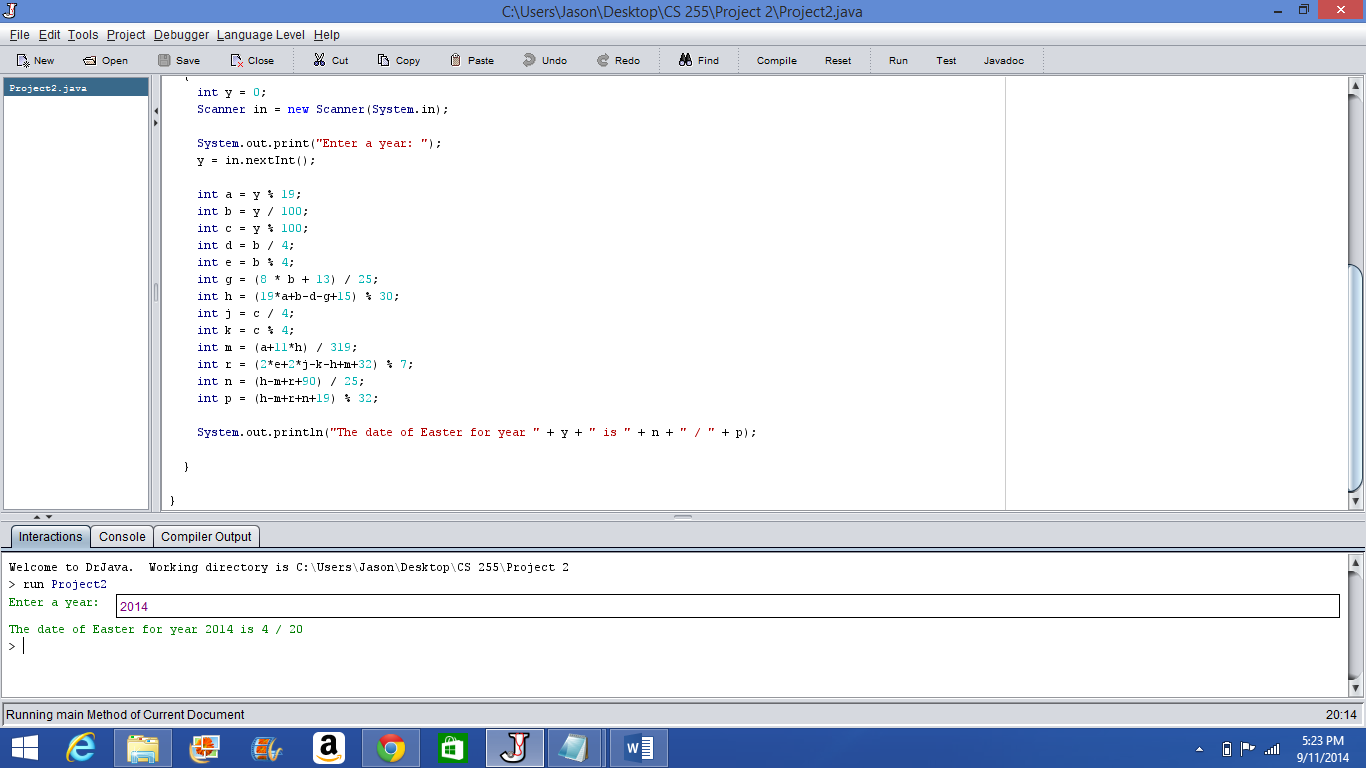 C:\Users\Jason\Desktop\CS 255\Project 2\Project2.java
File Edit Tools Project Debugger Language Level Help
New Open Save Close Cut Copy Paste Undo Redo Find Compile Reset Run Test Javadoc
Project2.java
{
int y = 0;
Scanner in = new Scanner(System.in);
System.out.print("Enter a year: ");
y = in.nextInt();
int a = y % 19;
int b = y / 100;
int c = y % 100;
int d = b / 4;
int e = b % 4;
int g = (8 * b + 13) / 25;
int h = (19*a+b-d-g+15) % 30;
int j = c / 4;
int k = c % 4;
int m = (a+11*h) / 319;
int r = (2*e+2*j-k-h+m+32) % 7;
int n = (h-m+r+90) / 25;
int p = (h-m+r+n+19) % 32;
System.out.println("The date of Easter for year " + y + " is " + n + " / " + p);
}
}
Interactions Console Compiler Output
Welcome to DrJava.  Working directory is C:\Users\Jason\Desktop\CS 255\Project 2
> run Project2
Enter a year: 2014
The date of Easter for year 2014 is 4 / 20
>
Running main Method of Current Document 20:14
5:23 PM
9/11/2014